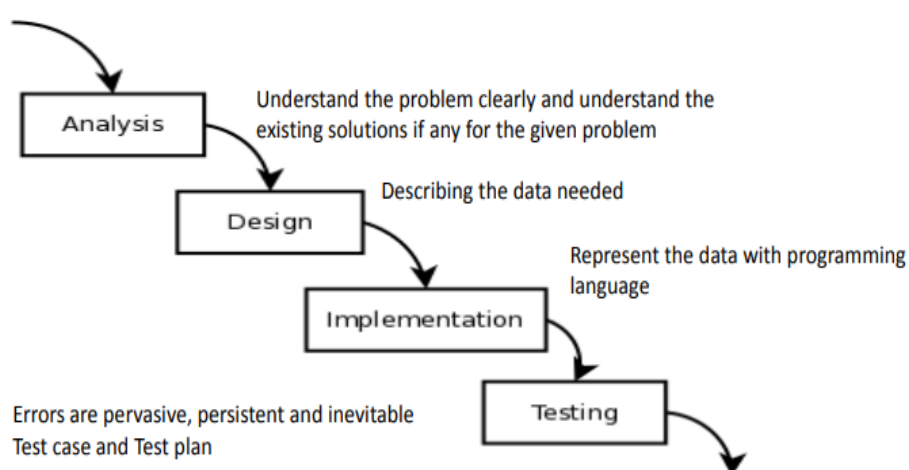 Analysis
Understand the problem clearly and understand the
existing solutions if any for the given problem
Design
Describing the data needed
Implementation
Represent the data with programming
language
Testing
Errors are pervasive, persistent and inevitable
Test case and Test plan